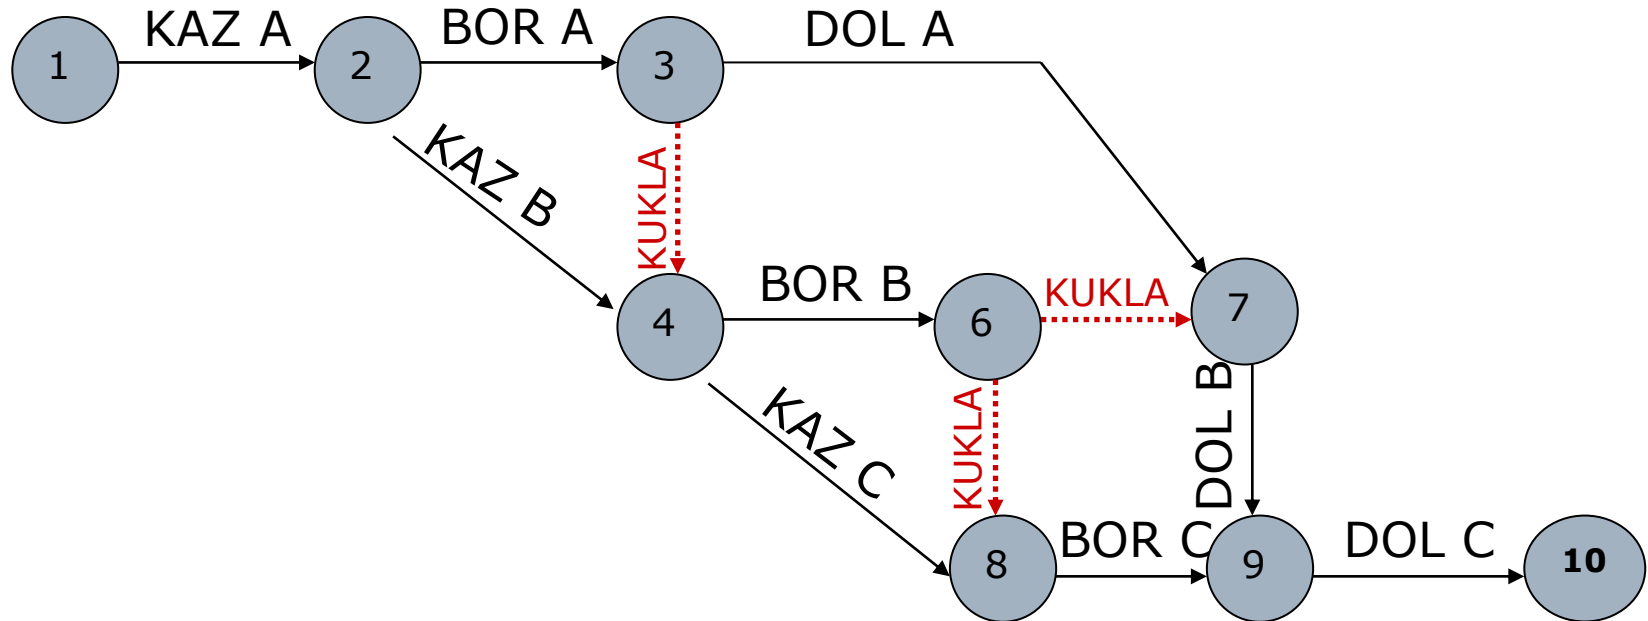 KAZ A
BOR A
DOL A
1
2
3
KAZ B
KUKLA
BOR B
KUKLA
4
6
7
KAZ C
KUKLA
DOL B
BOR C
DOL C
8
9
10